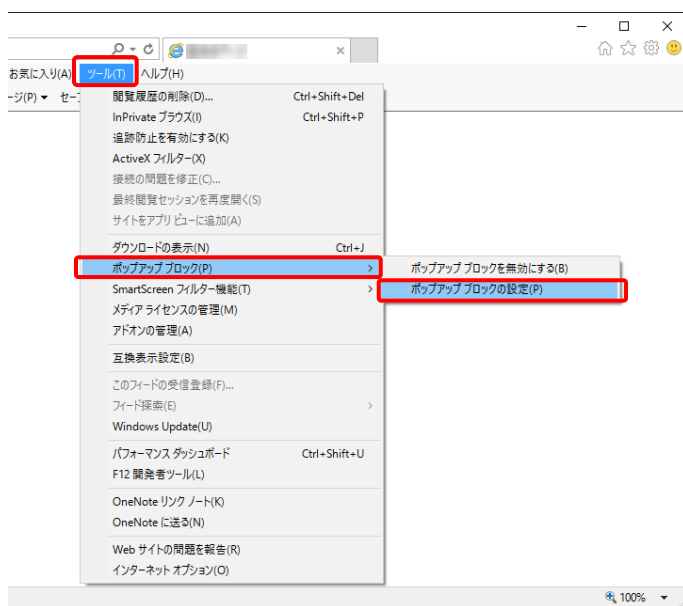 お気に入り(A) ツール(T) ヘルプ(H)
ージ(P) セー
閲覧履歴の削除(D)... Ctrl+Shift+Del
InPrivate ブラウズ(I) Ctrl+Shift+P
追跡防止を有効にする(K)
ActiveX フィルター(X)
接続の問題を修正(C)...
最終閲覧セッションを再度開く(S)
サイトをアプリ ビューに追加(A)
ダウンロードの表示(N) Ctrl+J
ポップアップ ブロック(P) ポップアップ ブロックを無効にする(B)
SmartScreen フィルター機能(T) ポップアップ ブロックの設定(P)
メディア ライセンスの管理(M)
アドオンの管理(A)
互換表示設定(B)
このフィードの受信登録(F)...
フィード探索(E)
Windows Update(U)
パフォーマンス ダッシュボード Ctrl+Shift+U
F12 開発者ツール(L)
OneNote リンク ノート(K)
OneNote に送る(N)
Web サイトの問題を報告(R)
インターネット オプション(O)
100%